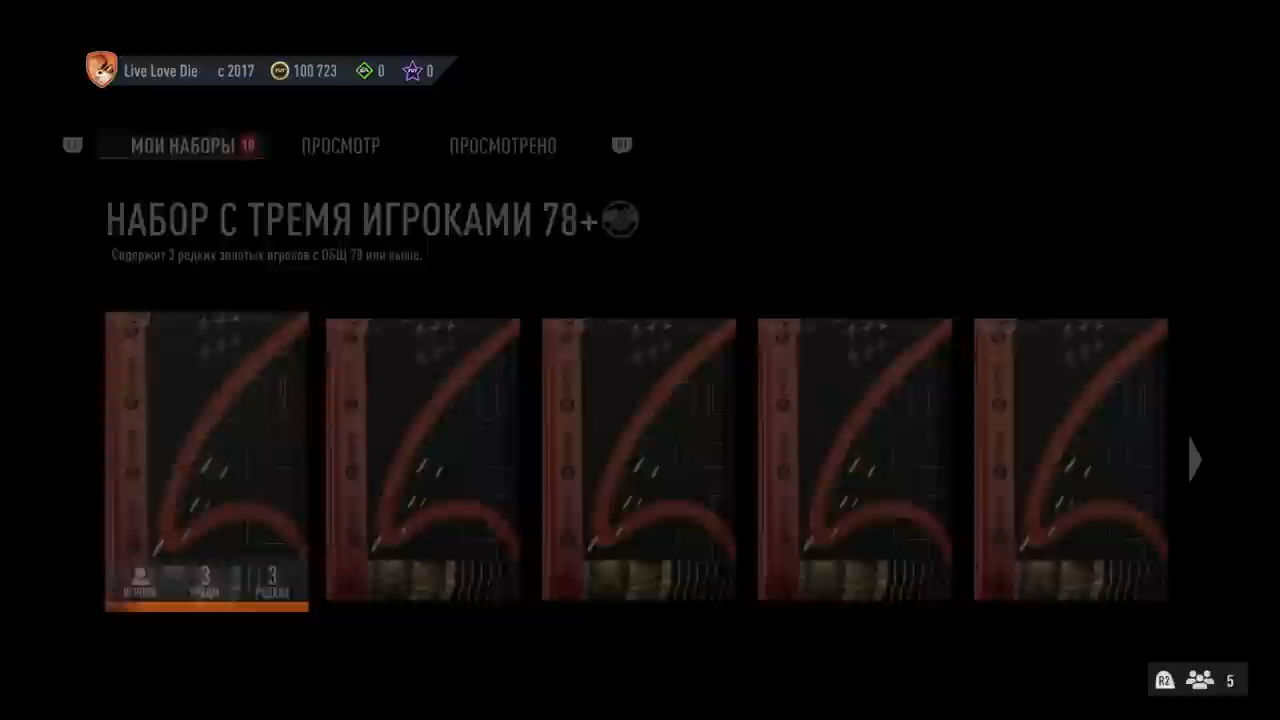 Live Love Die с 2017 100 723 0 0
МОИ НАБОРЫ 10 ПРОСМОТР ПРОСМОТРЕНО
НАБОР С ТРЕМЯ ИГРОКАМИ 78+
Содержит 3 редких золотых игроков с ОБЩ 78 или выше.
3 3
R2 5